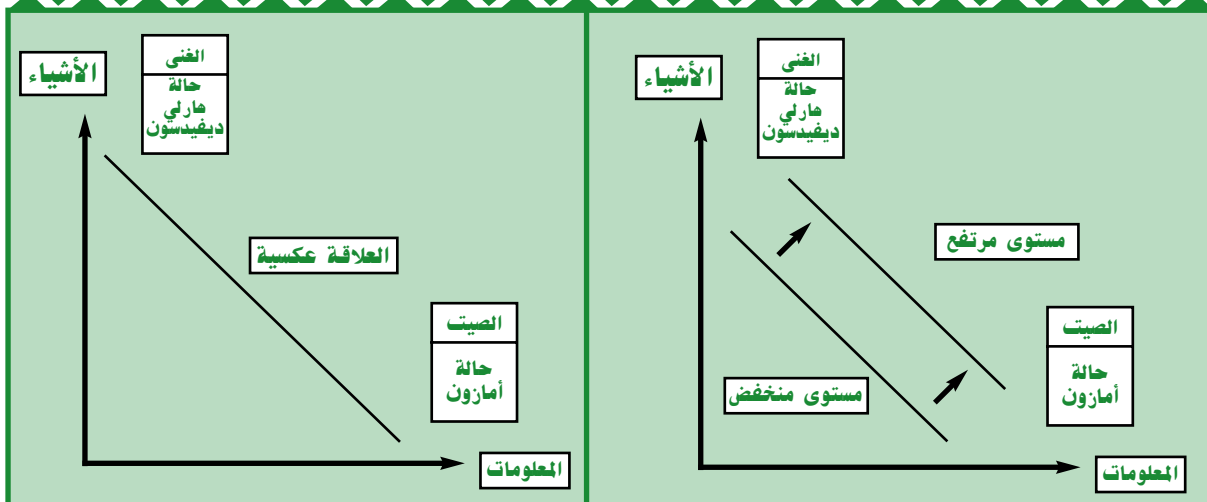 الأشياء
الغنى
حالة
هارلي
ديفيدسون
مستوى مرتفع
مستوى منخفض
الصيت
حالة
أمازون
المعلومات
الأشياء
الغنى
حالة
هارلي
ديفيدسون
العلاقة عكسية
الصيت
حالة
أمازون
المعلومات